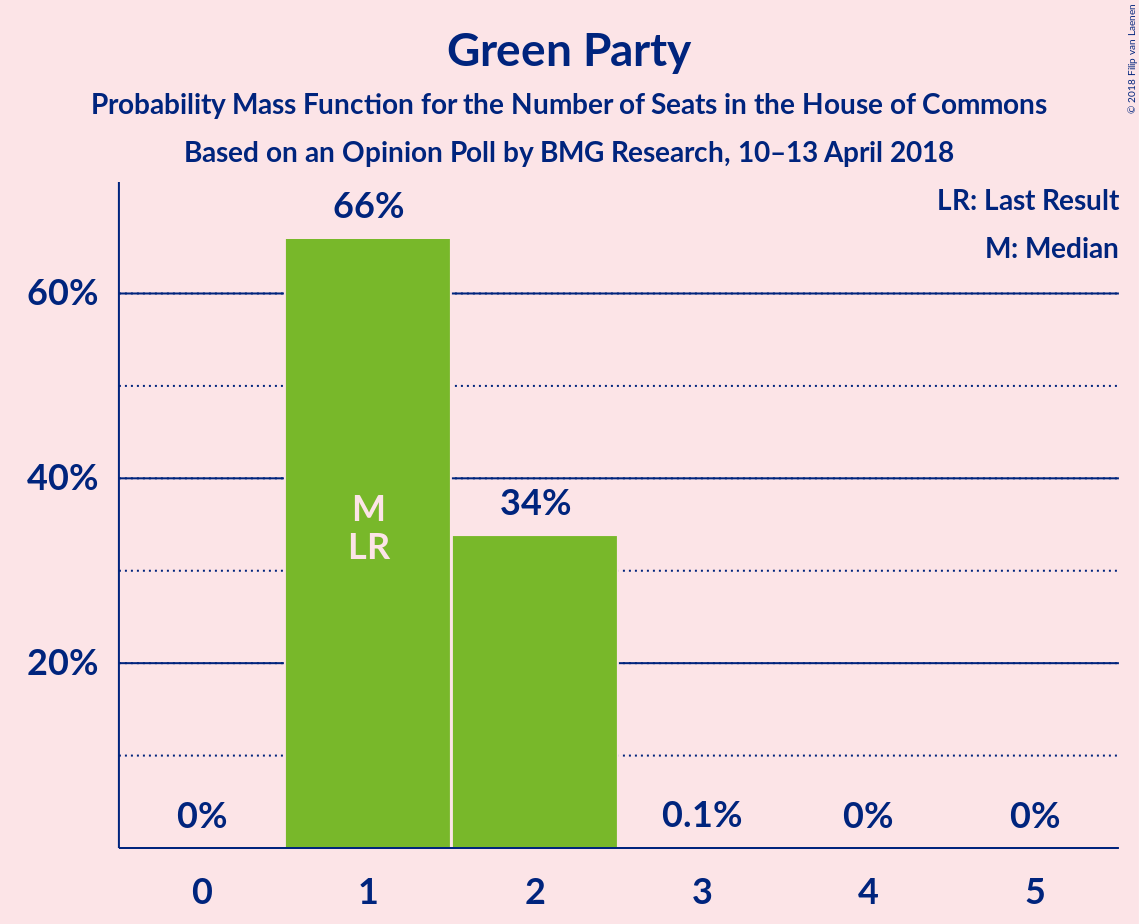 Green Party
Probability Mass Function for the Number of Seats in the House of Commons
Based on an Opinion Poll by BMG Research, 10–13 April 2018
© 2018 Filip van Laenen
LR: Last Result
M: Median
66%
60%
40%
34%
M
LR
20%
0%
0.1%
0%
0%
0
1
2
3
4
5